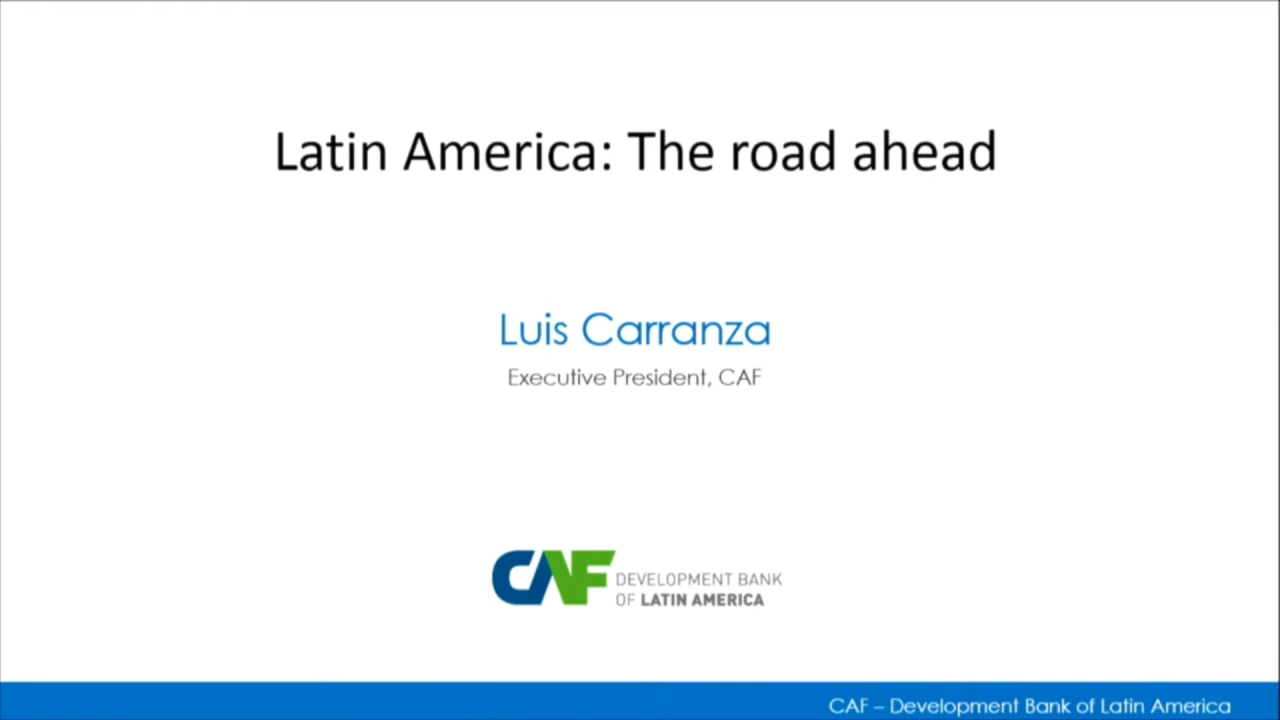 Latin America: The road ahead
Luis Carranza
Executive President, CAF
CAF DEVELOPMENT BANK
OF LATIN AMERICA
CAF – Development Bank of Latin America